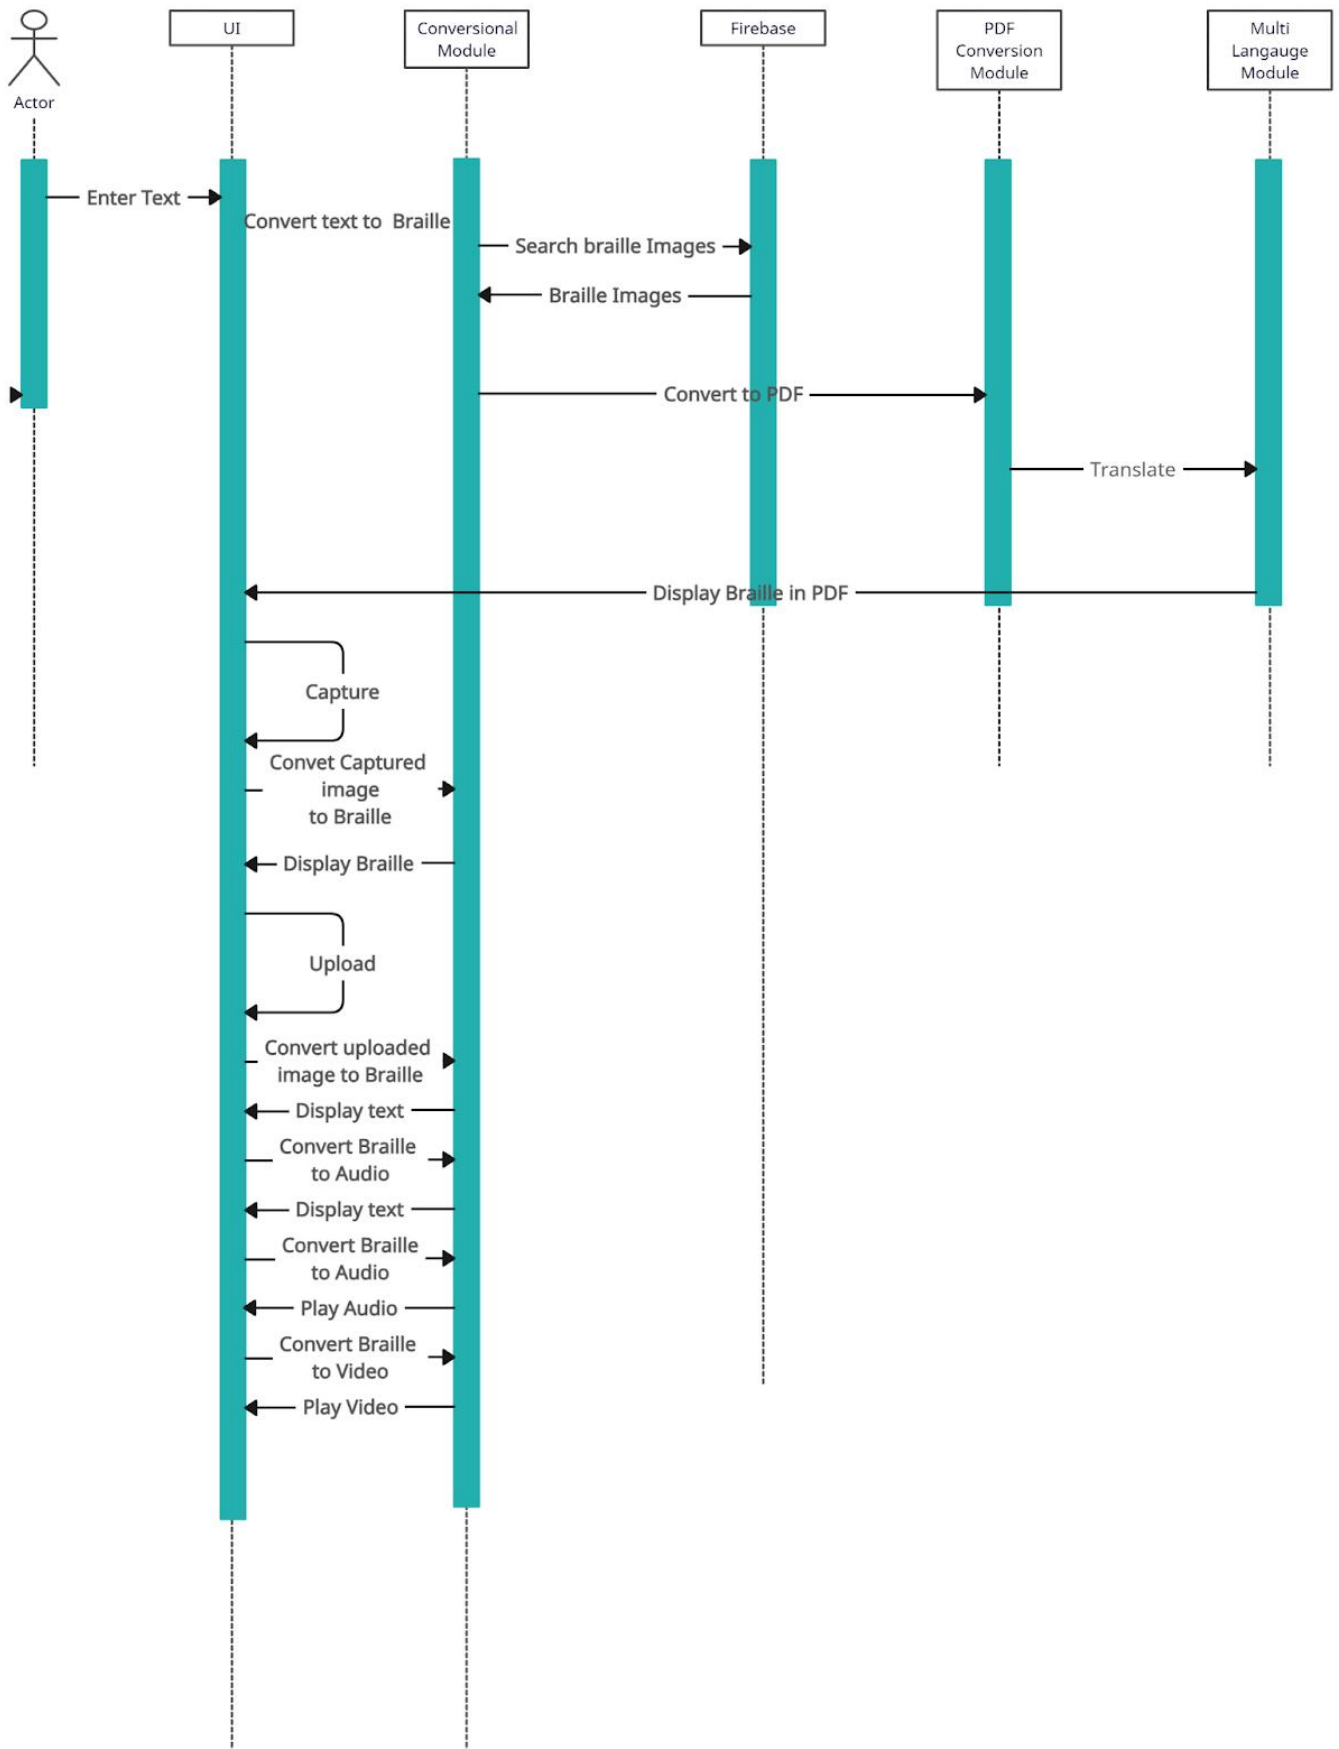 Actor
UI
Conversional
Module
Firebase
PDF
Conversion
Module
Multi
Langauge
Module
Enter Text
Convert text to  Braille
Search braille Images
Braille Images
Convert to PDF
Translate
Display Braille in PDF
Capture
Convet Captured
image
to Braille
Display Braille
Upload
Convert uploaded
image to Braille
Display text
Convert Braille
to Audio
Display text
Convert Braille
to Audio
Play Audio
Convert Braille
to Video
Play Video